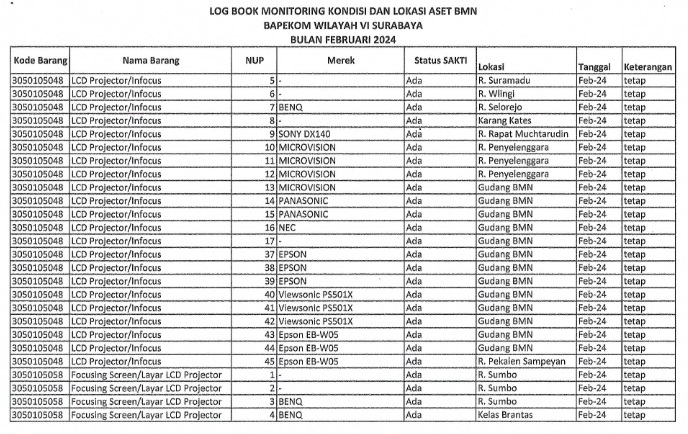 LOG BOOK MONITORING KONDISI DAN LOKASI ASET BMN
BAPEKOM WILAYAH VI SURABAYA
BULAN FEBRUARI 2024
Kode Barang Nama Barang NUP Merek Status SAKTI Lokasi Tanggal Keterangan
3050105048 LCD Projector/Infocus 5 - Ada R. Suramadu Feb-24 tetap
3050105048 LCD Projector/Infocus 6 - Ada R. Wlingi Feb-24 tetap
3050105048 LCD Projector/Infocus 7 BENQ Ada R. Selorejo Feb-24 tetap
3050105048 LCD Projector/Infocus 8 - Ada Karang Kates Feb-24 tetap
3050105048 LCD Projector/Infocus 9 SONY DX140 Ada R. Rapat Muchtarudin Feb-24 tetap
3050105048 LCD Projector/Infocus 10 MICROVISION Ada R. Penyelenggara Feb-24 tetap
3050105048 LCD Projector/Infocus 11 MICROVISION Ada R. Penyelenggara Feb-24 tetap
3050105048 LCD Projector/Infocus 12 MICROVISION Ada R. Penyelenggara Feb-24 tetap
3050105048 LCD Projector/Infocus 13 MICROVISION Ada Gudang BMN Feb-24 tetap
3050105048 LCD Projector/Infocus 14 PANASONIC Ada Gudang BMN Feb-24 tetap
3050105048 LCD Projector/Infocus 15 PANASONIC Ada Gudang BMN Feb-24 tetap
3050105048 LCD Projector/Infocus 16 NEC Ada Gudang BMN Feb-24 tetap
3050105048 LCD Projector/Infocus 17 - Ada Gudang BMN Feb-24 tetap
3050105048 LCD Projector/Infocus 37 EPSON Ada Gudang BMN Feb-24 tetap
3050105048 LCD Projector/Infocus 38 EPSON Ada Gudang BMN Feb-24 tetap
3050105048 LCD Projector/Infocus 39 EPSON Ada Gudang BMN Feb-24 tetap
3050105048 LCD Projector/Infocus 40 Viewsonic PS501X Ada Gudang BMN Feb-24 tetap
3050105048 LCD Projector/Infocus 41 Viewsonic PS501X Ada Gudang BMN Feb-24 tetap
3050105048 LCD Projector/Infocus 42 Viewsonic PS501X Ada Gudang BMN Feb-24 tetap
3050105048 LCD Projector/Infocus 43 Epson EB-W05 Ada Gudang BMN Feb-24 tetap
3050105048 LCD Projector/Infocus 44 Epson EB-W05 Ada Gudang BMN Feb-24 tetap
3050105048 LCD Projector/Infocus 45 Epson EB-W05 Ada R. Pekalen Sampeyan Feb-24 tetap
3050105058 Focusing Screen/Layar LCD Projector 1 - Ada R. Sumbo Feb-24 tetap
3050105058 Focusing Screen/Layar LCD Projector 2 - Ada R. Sumbo Feb-24 tetap
3050105058 Focusing Screen/Layar LCD Projector 3 BENQ Ada R. Sumbo Feb-24 tetap
3050105058 Focusing Screen/Layar LCD Projector 4 BENQ Ada Kelas Brantas Feb-24 tetap